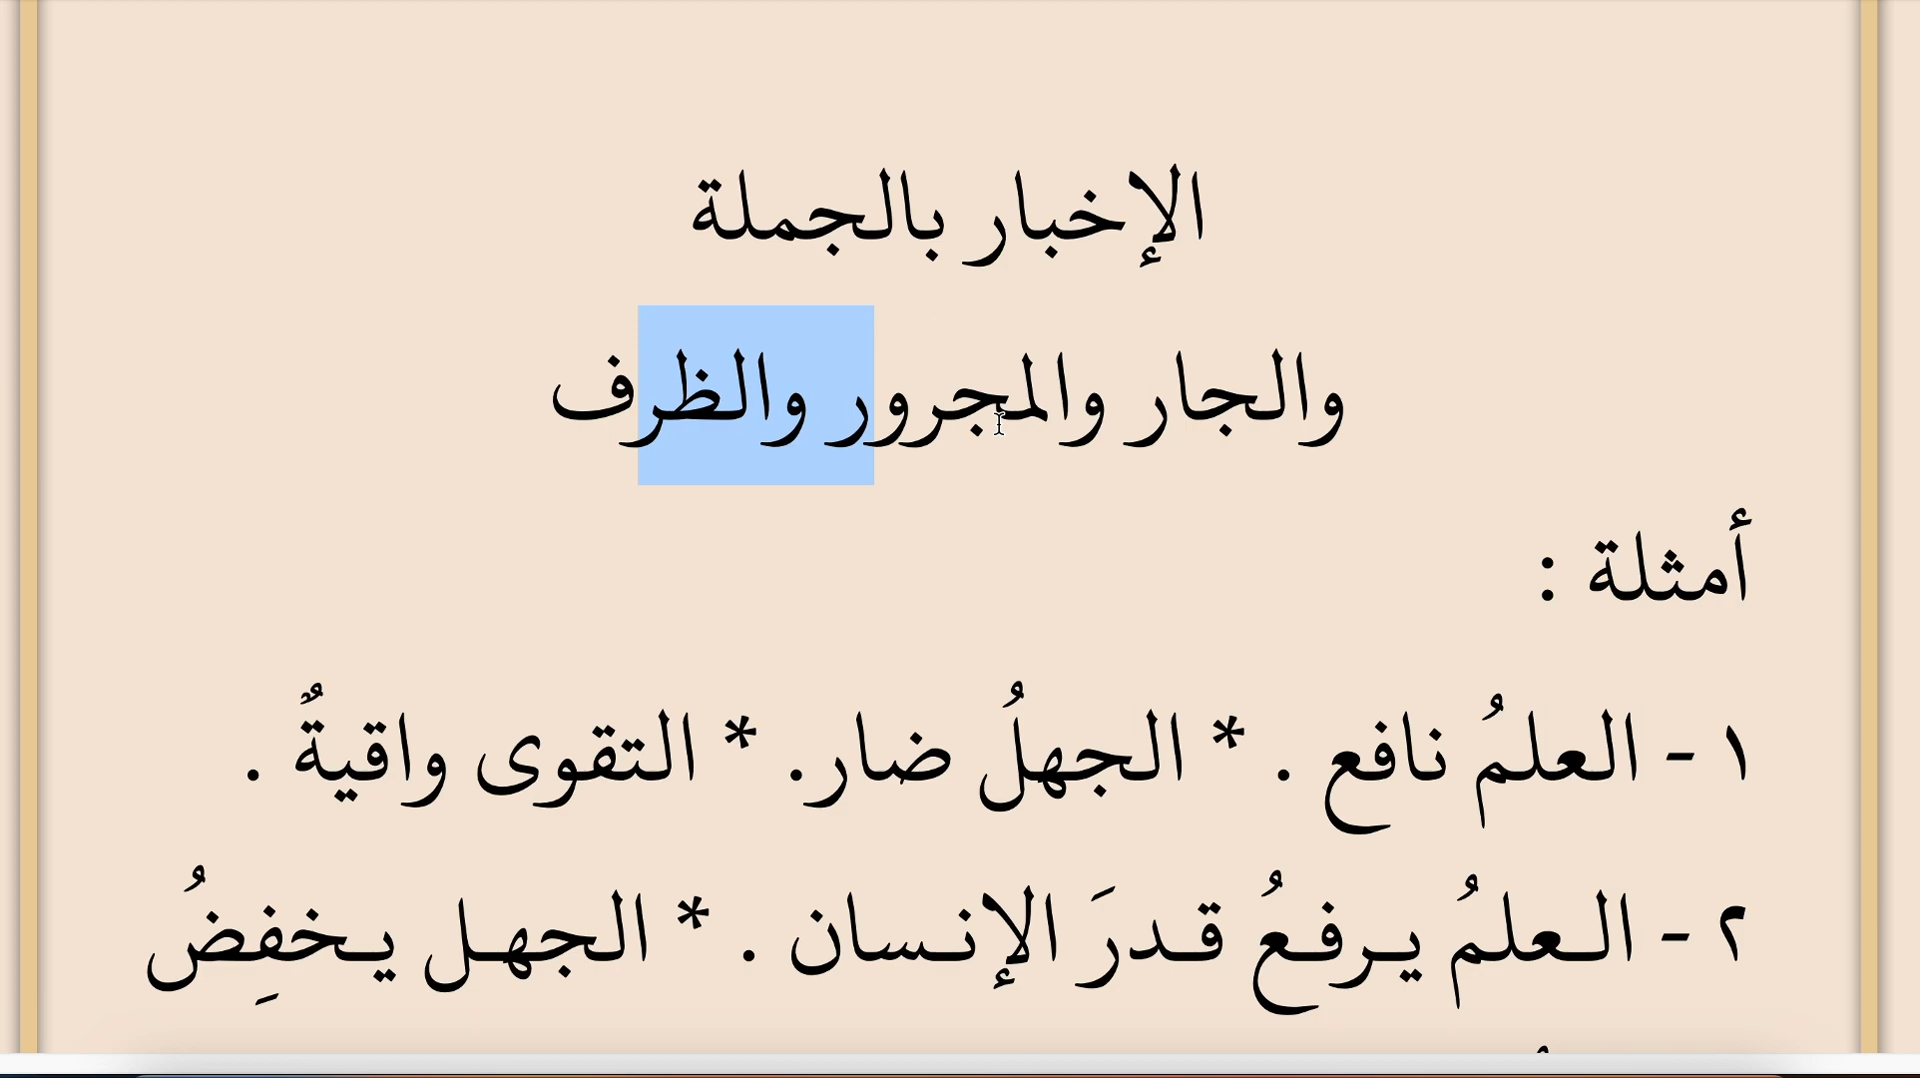 الإخبار بالجملة
والجار والمجرور والظرف
أمثلة :
١ - العلمُ نافع . * الجهلُ ضار. * التقوى واقيةٌ .
٢ - العلمُ يرفعُ قدرَ الإنسان . * الجهل يخفِضُ